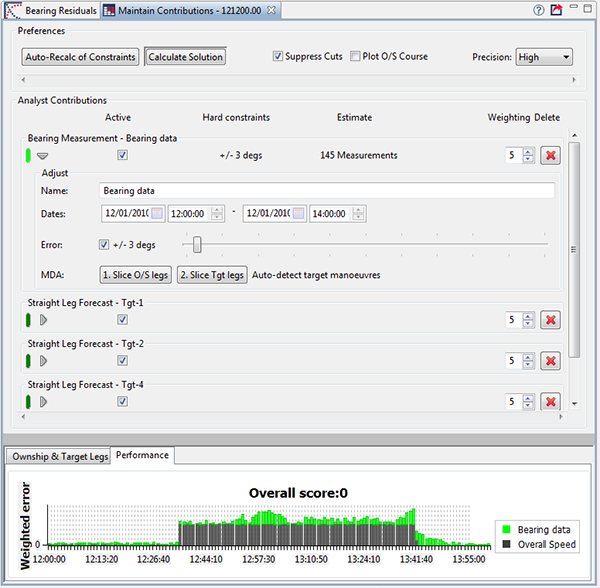 Bearing Residuals Maintain Contributions - 121200.00
Preferences
Auto-Recalc of Constraints Calculate Solution Suppress Cuts Plot O/S Course Precision: High
Analyst Contributions
Active Hard constraints Estimate Weighting Delete
Bearing Measurement - Bearing data
+/- 3 degs 145 Measurements 5
Adjust
Name: Bearing data
Dates: 12/01/2010 12:00:00 - 12/01/2010 14:00:00
Error: +/- 3 degs
MDA: 1. Slice O/S legs 2. Slice Tgt legs Auto-detect target manoeuvres
Straight Leg Forecast - Tgt-1
5
Straight Leg Forecast - Tgt-2
5
Straight Leg Forecast - Tgt-4
5
Ownship & Target Legs Performance
Overall score:0
Weighted error
0
Bearing data
Overall Speed
12:00:00 12:13:20 12:26:40 12:44:10 12:57:30 13:10:50 13:24:10 13:41:40 13:55:00